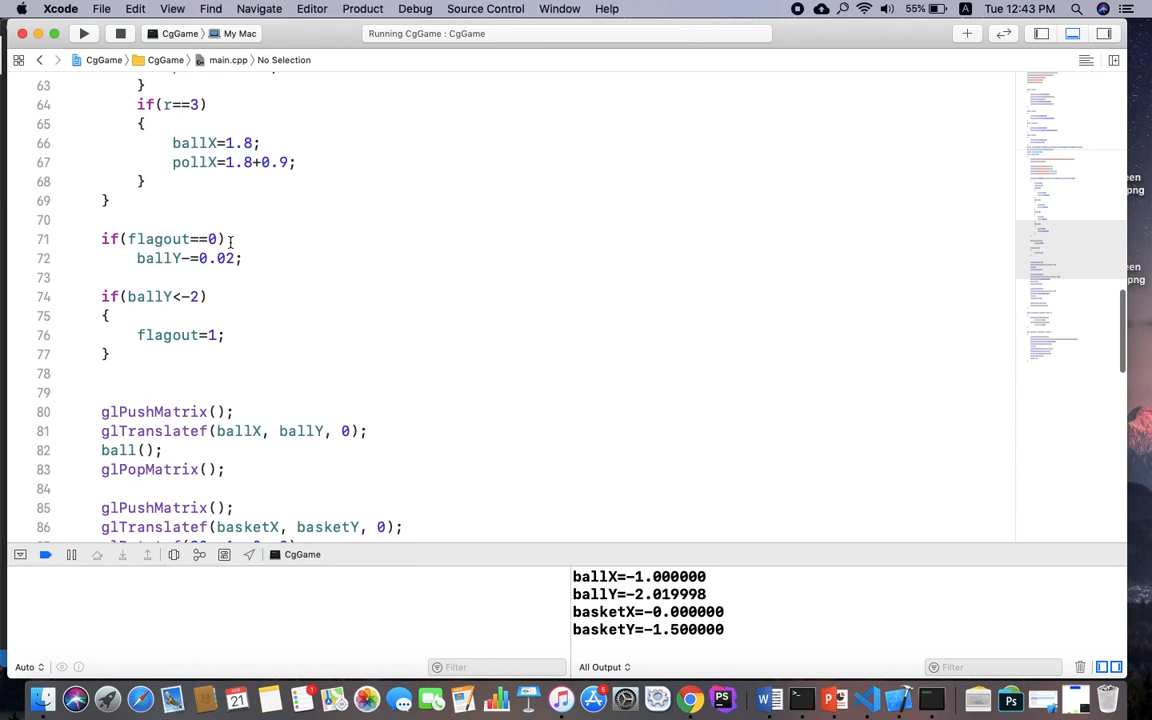 Xcode File Edit View Find Navigate Editor Product Debug Source Control Window Help 55% A Tue 12:43 PM
CgGame My Mac Running CgGame : CgGame
CgGame CgGame main.cpp No Selection
63 }
64 if(r==3)
65 {
66 ballX=1.8;
67 pollX=1.8+0.9;
68 }
69 }
70
71 if(flagout==0)
72 ballY-=0.02;
73
74 if(ballY<-2)
75 {
76 flagout=1;
77 }
78
79
80 glPushMatrix();
81 glTranslatef(ballX, ballY, 0);
82 ball();
83 glPopMatrix();
84
85 glPushMatrix();
86 glTranslatef(basketX, basketY, 0);
CgGame
ballX=-1.000000
ballY=-2.019998
basketX=-0.000000
basketY=-1.500000
Auto Filter All Output Filter
een
png
een
png